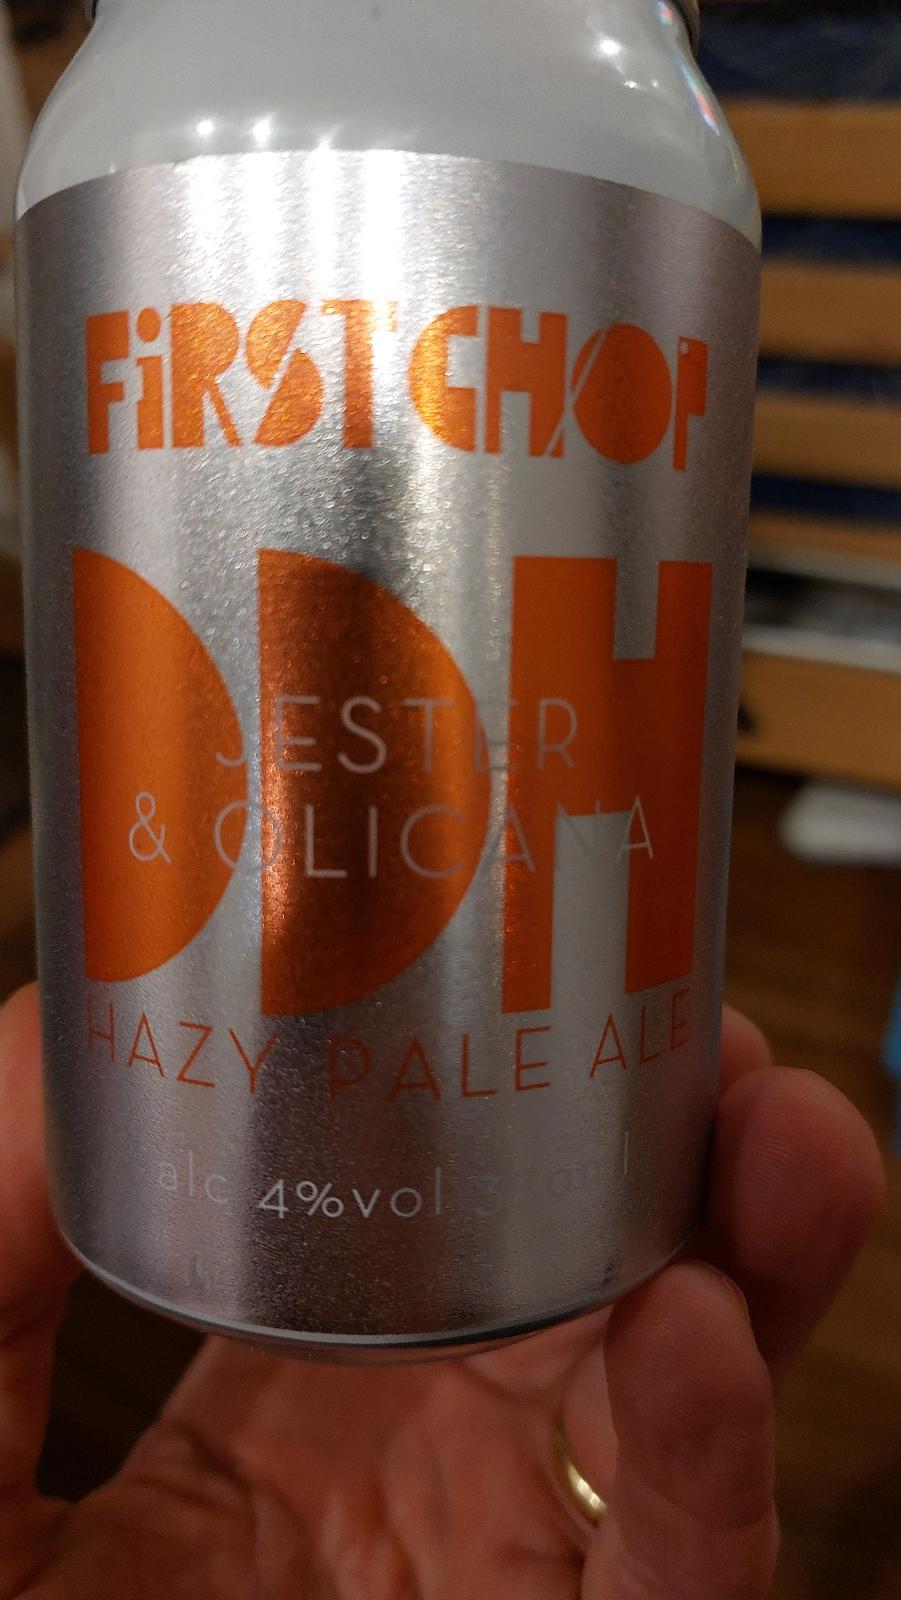 FiRST CHOP
DDH
JESTER
& OLICANA
HAZY PALE ALE
alc 4%vol